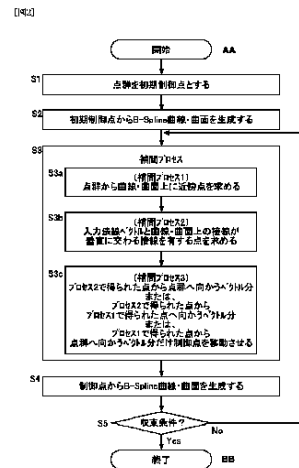 [図2]
開始 AA
S1
点群を初期制御点とする
S2
初期制御点からB-Spline曲線・曲面を生成する
S3
補間プロセス
S3a
(補間プロセス1)
点群から曲線・曲面上に近傍点を求める
S3b
(補間プロセス2)
入力法線ベクトルと曲線・曲面上の接線が
垂直に交わる接線を有する点を求める
S3c
(補間プロセス3)
プロセス2で得られた点から点群へ向かうベクトル分
または、
プロセス2で得られた点から
プロセス1で得られた点へ向かうベクトル分
または、
プロセス1で得られた点から
点群へ向かうベクトル分だけ制御点を移動させる
S4
制御点からB-Spline曲線・曲面を生成する
S5
収束条件?
No
Yes
終了 BB